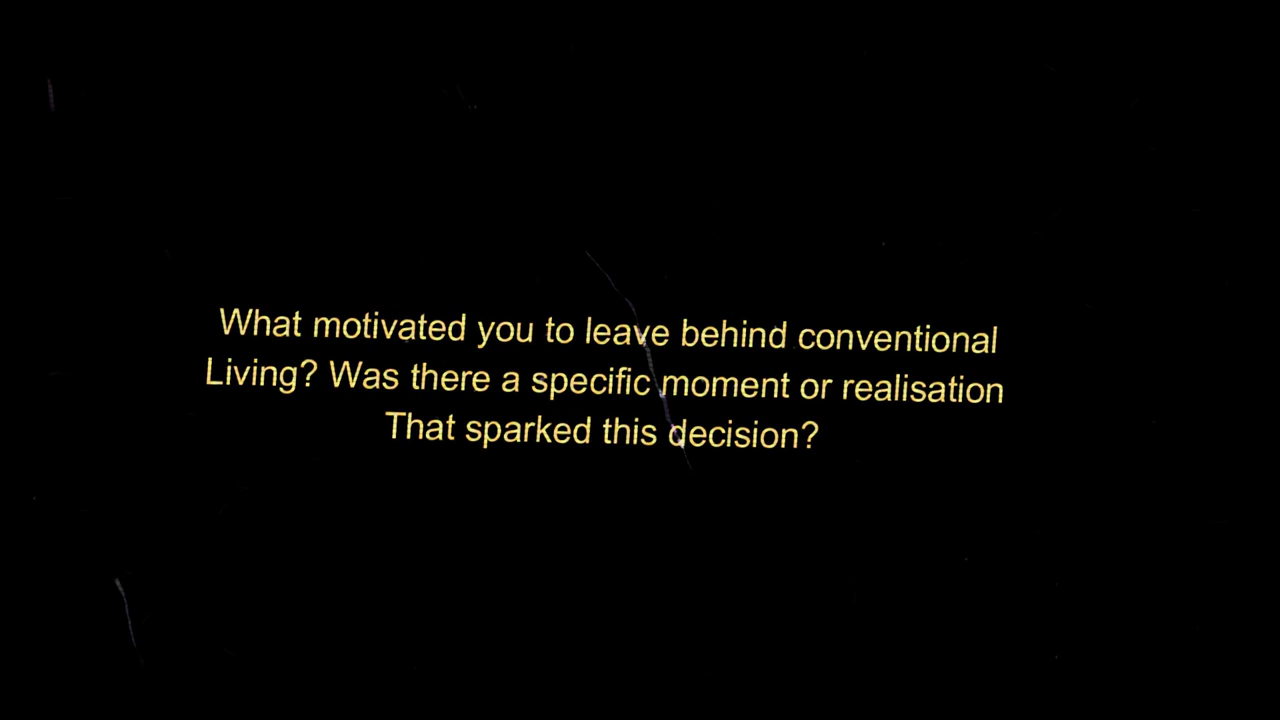 What motivated you to leave behind conventional
Living? Was there a specific moment or realisation
That sparked this decision?